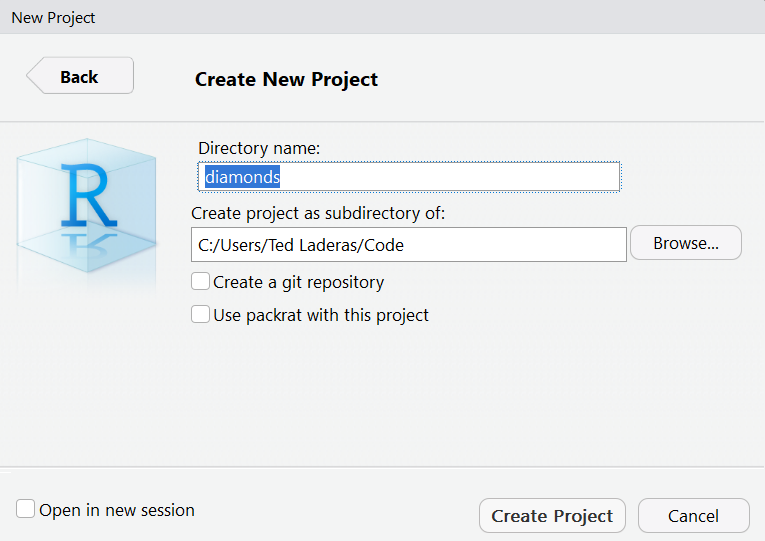 New Project
Back
Create New Project
R
Directory name:
diamonds
Create project as subdirectory of:
C:/Users/Ted Laderas/Code
Browse...
Create a git repository
Use packrat with this project
Open in new session
Create Project
Cancel